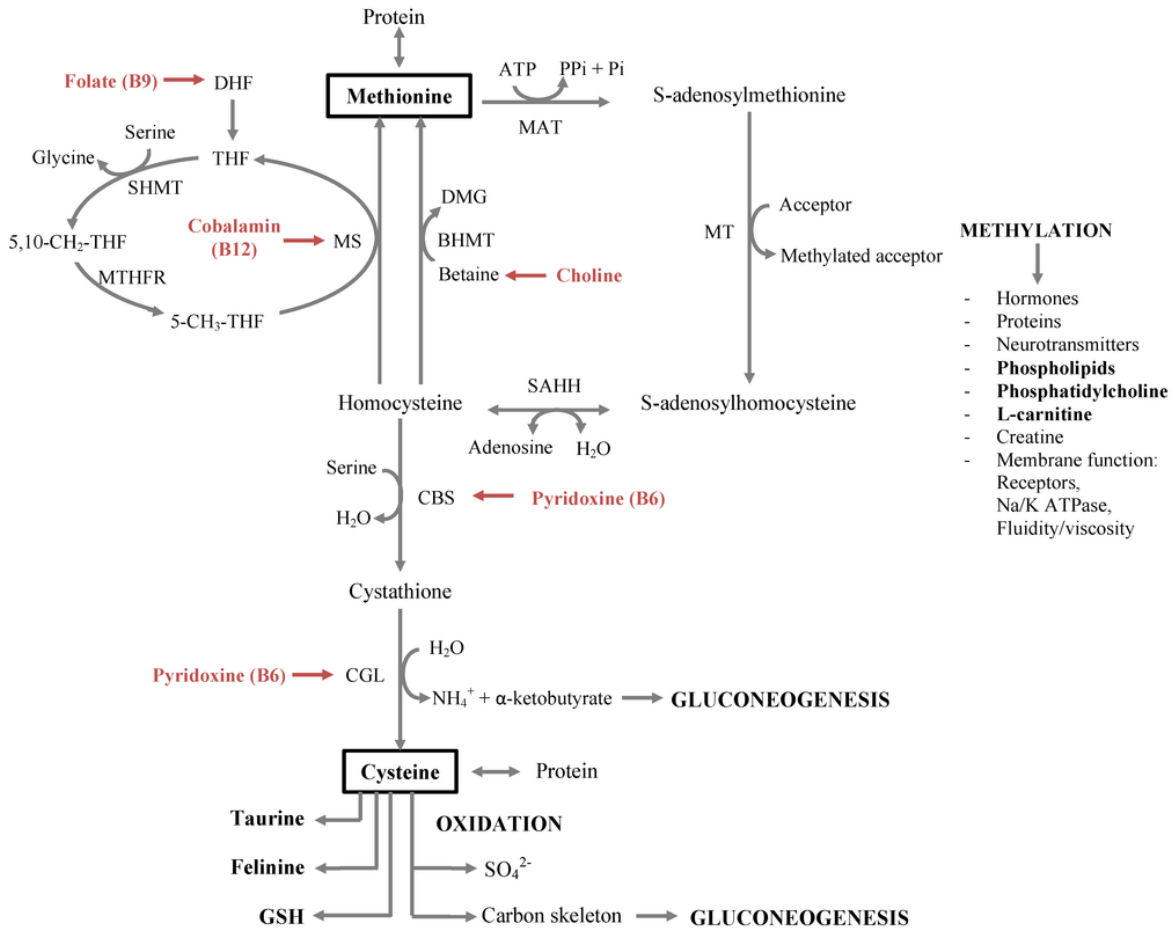 Protein
Folate (B9)
DHF
Methionine
ATP
PPi + Pi
MAT
S-adenosylmethionine
Serine
Glycine
THF
SHMT
DMG
Cobalamin
(B12)
MS
BHMT
5,10-CH₂-THF
MTHFR
Betaine
Choline
5-CH₃-THF
MT
Acceptor
Methylated acceptor
METHYLATION
- Hormones
- Proteins
- Neurotransmitters
- Phospholipids
- Phosphatidylcholine
- L-carnitine
- Creatine
- Membrane function:
Receptors,
Na/K ATPase,
Fluidity/viscosity
Homocysteine
SAHH
Adenosine
H₂O
S-adenosylhomocysteine
Serine
H₂O
CBS
Pyridoxine (B6)
Cystathione
Pyridoxine (B6)
CGL
H₂O
NH₄⁺ + α-ketobutyrate
GLUCONEOGENESIS
Cysteine
Protein
Taurine
OXIDATION
Felinine
SO₄²⁻
GSH
Carbon skeleton
GLUCONEOGENESIS